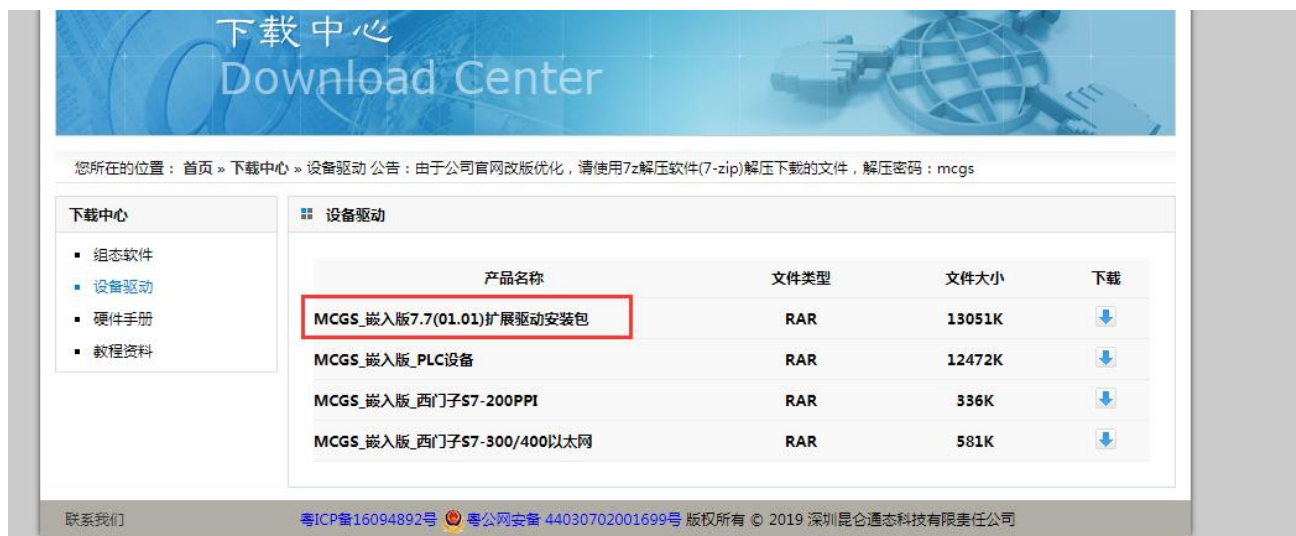 下载中心
Download Center
您所在的位置： 首页 » 下载中心 » 设备驱动 公告：由于公司官网改版优化，请使用7z解压软件(7-zip)解压下载的文件，解压密码：mcgs
下载中心
组态软件
设备驱动
硬件手册
教程资料
设备驱动
产品名称 文件类型 文件大小 下载
MCGS_嵌入版7.7(01.01)扩展驱动安装包 RAR 13051K
MCGS_嵌入版_PLC设备 RAR 12472K
MCGS_嵌入版_西门子S7-200PPI RAR 336K
MCGS_嵌入版_西门子S7-300/400以太网 RAR 581K
联系我们 粤ICP备16094892号 粤公网安备 44030702001699号 版权所有 © 2019 深圳昆仑通态科技有限责任公司